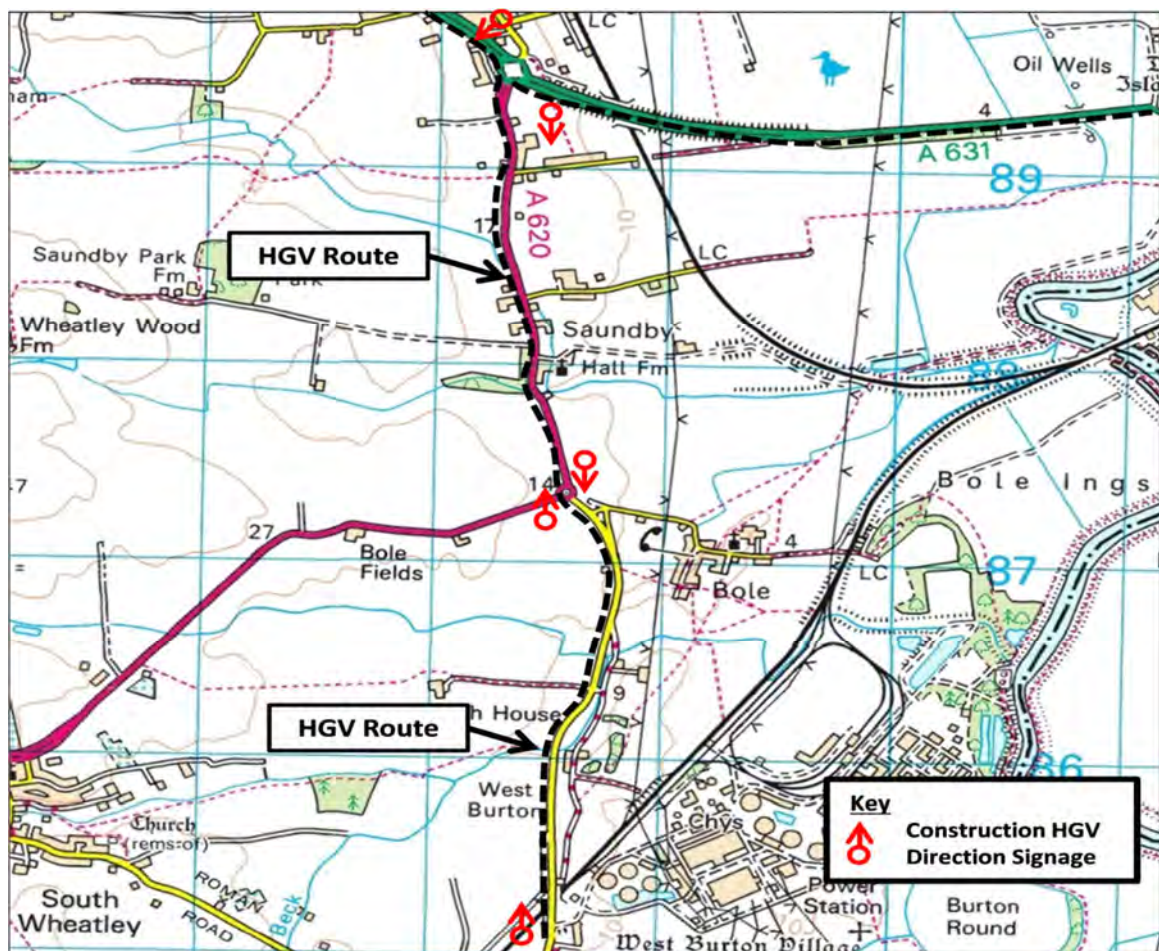 LC
Oil Wells
Isla
ham
4
A 631
89
A 620
10
17
HGV Route
LC
Saundby Park
Fm
Park
Wheatley Wood
Fm
Saundby
Hall Fm
88
14
47
27
Bole
Fields
Bole Ings
4
LC
87
Bole
9
HGV Route
h House
86
West
Burton
Key
Construction HGV
Direction Signage
Church
(rems of)
Chys
South
Wheatley
ROMAN
ROAD
Beck
Power
Station
Burton
Round
West Burton Village